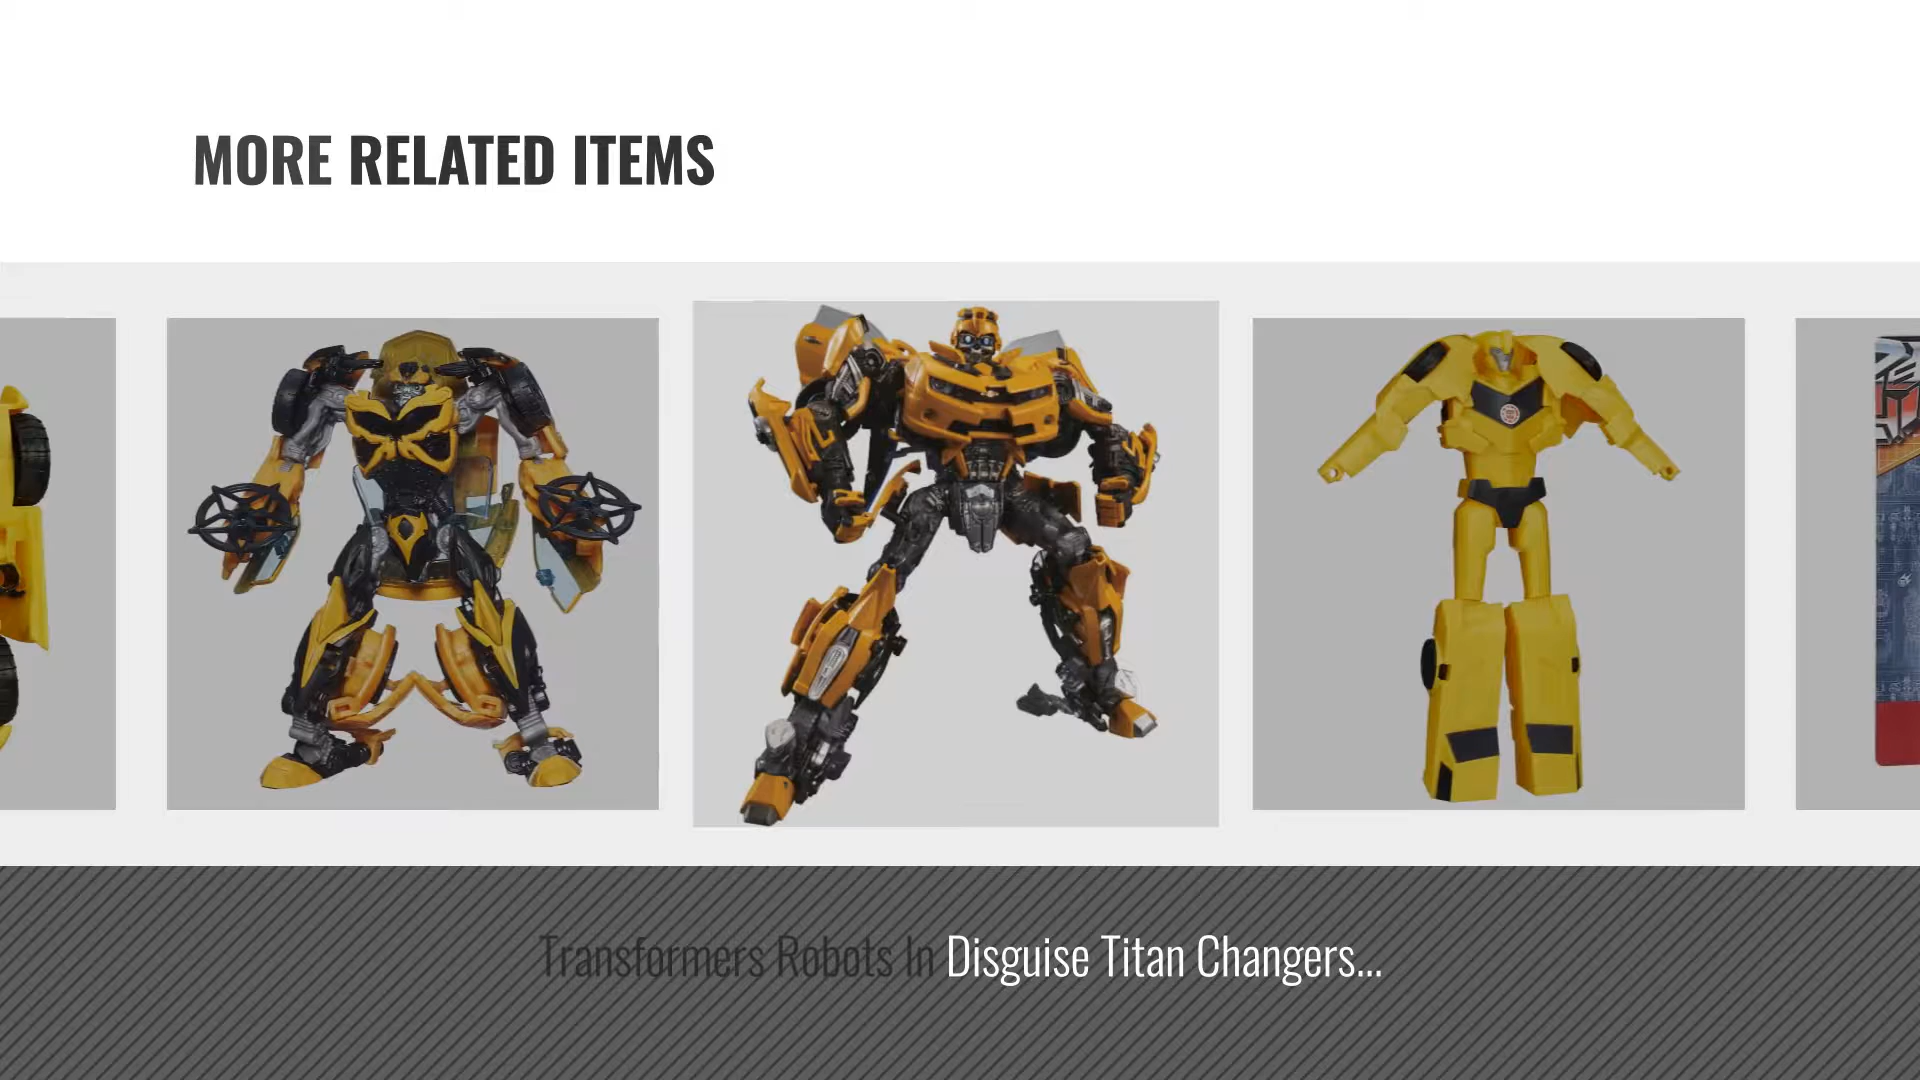 MORE RELATED ITEMS
Transformers Robots In Disguise Titan Changers...